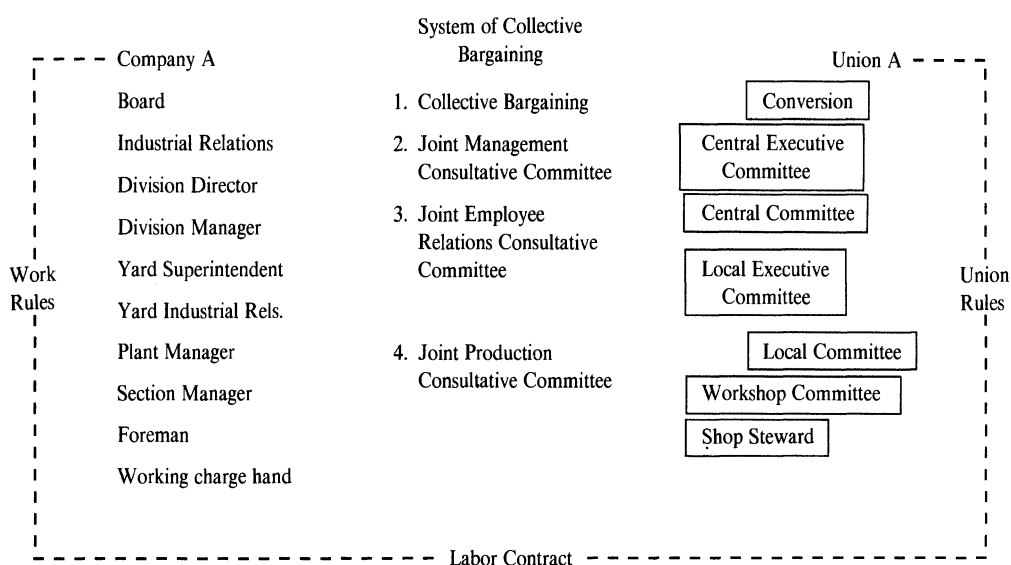 System of Collective
Bargaining
Company A
Union A
Board
1. Collective Bargaining
Conversion
Industrial Relations
2. Joint Management
Consultative Committee
Central Executive
Committee
Division Director
3. Joint Employee
Relations Consultative
Committee
Central Committee
Division Manager
Yard Superintendent
Local Executive
Committee
Work
Rules
Union
Rules
Yard Industrial Rels.
Plant Manager
4. Joint Production
Consultative Committee
Local Committee
Section Manager
Workshop Committee
Foreman
Shop Steward
Working charge hand
Labor Contract